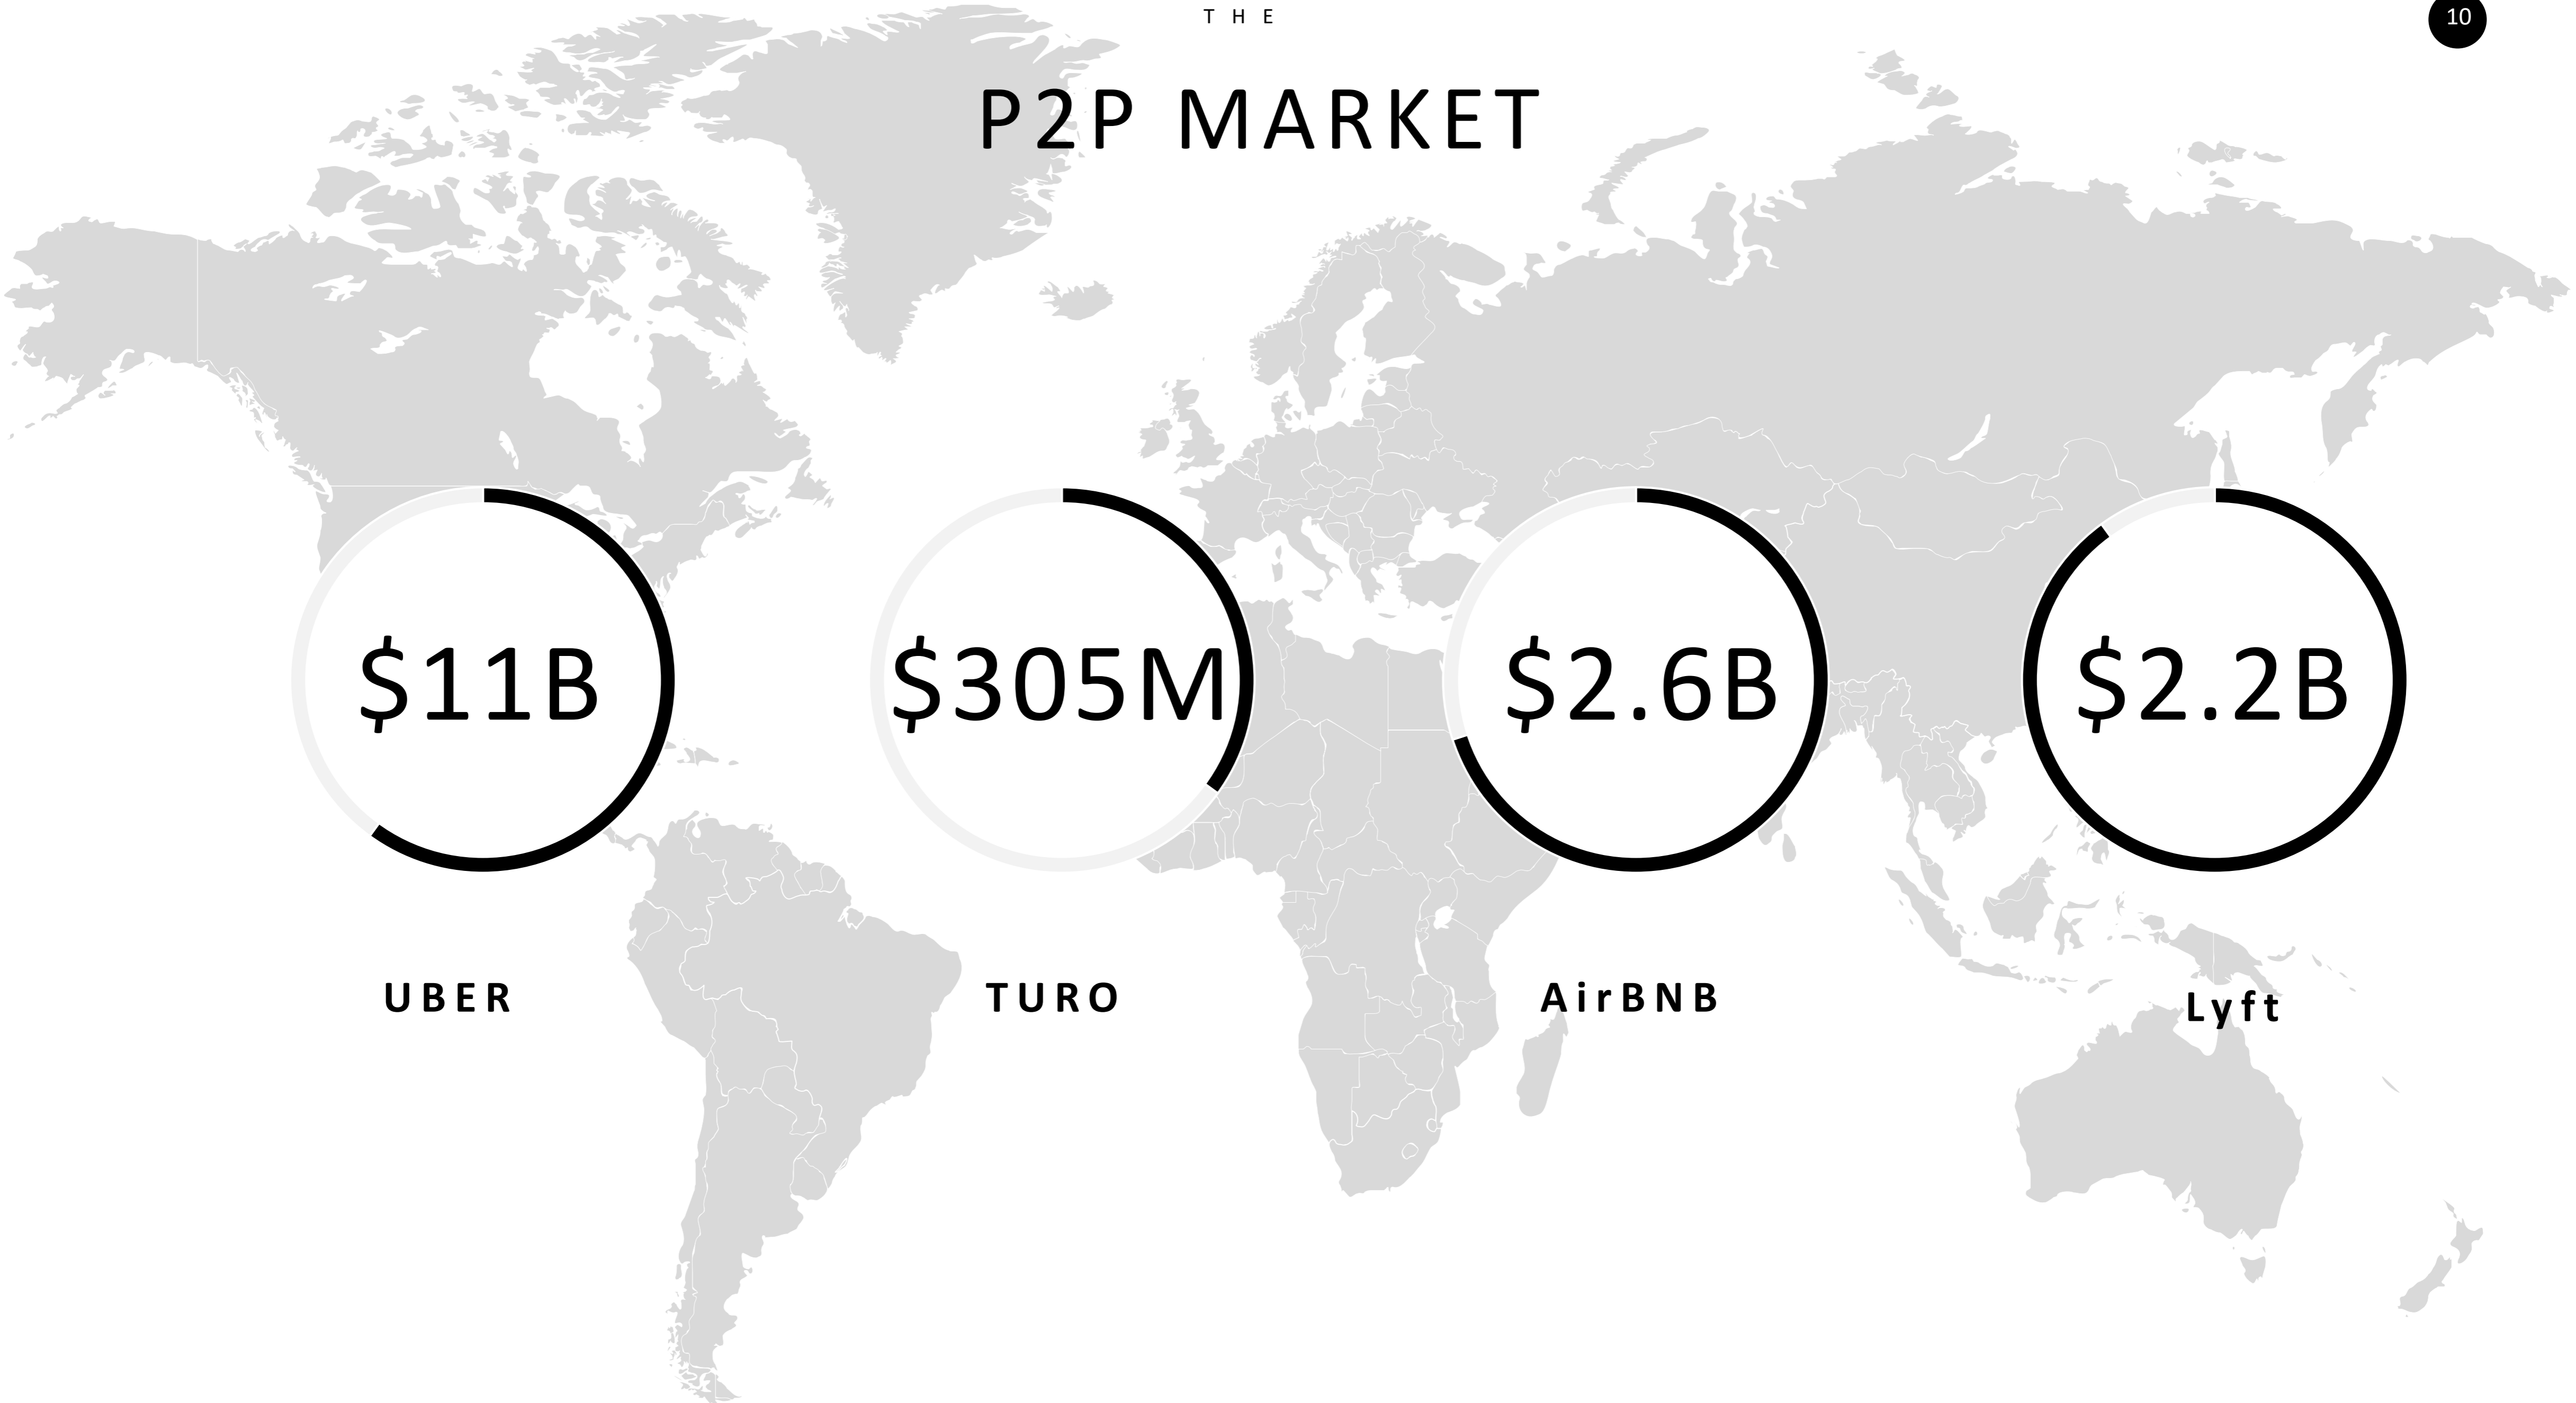 THE
10
P2P MARKET
$11B
$305M
$2.6B
$2.2B
UBER
TURO
AirBNB
Lyft